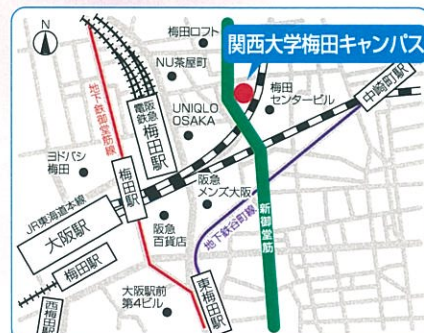 N
梅田ロフト
関西大学梅田キャンパス
NU茶屋町
地下鉄御堂筋線
阪急電鉄
梅田駅
UNIQLO
OSAKA
梅田
センタービル
中崎町駅
ヨドバシ
梅田
梅田駅
阪急
メンズ大阪
JR東海道本線
大阪駅
阪急
百貨店
地下鉄谷町線
新御堂筋
梅田駅
西梅田駅
大阪駅前
第4ビル
東梅田駅